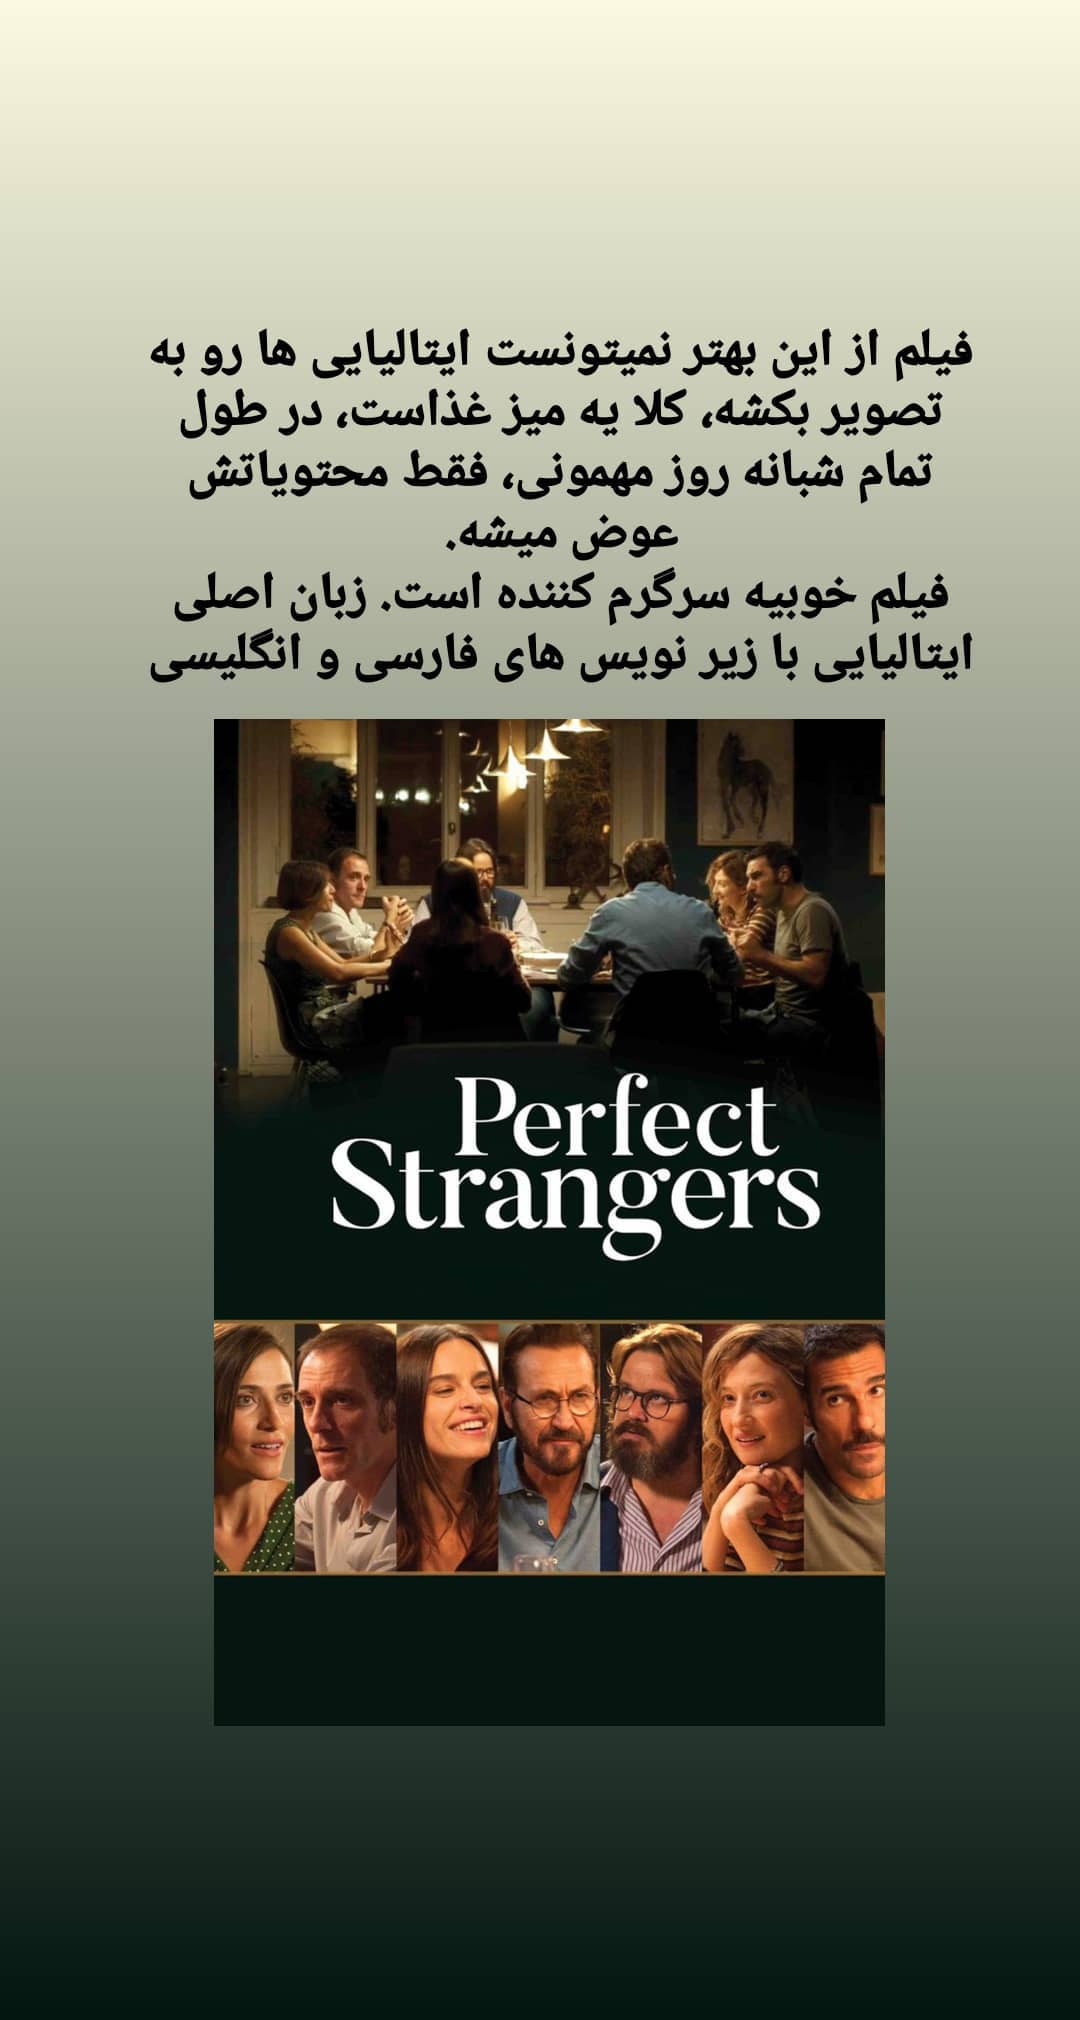 فیلم از این بهتر نمیتونست ایتالیایی ها رو به
تصویر بکشه، کلا یه میز غذاست، در طول
تمام شبانه روز مهمونی، فقط محتویاتش
عوض میشه.
فیلم خوبیه سرگرم کننده است. زبان اصلی
ایتالیایی با زیر نویس های فارسی و انگلیسی
Perfect
Strangers